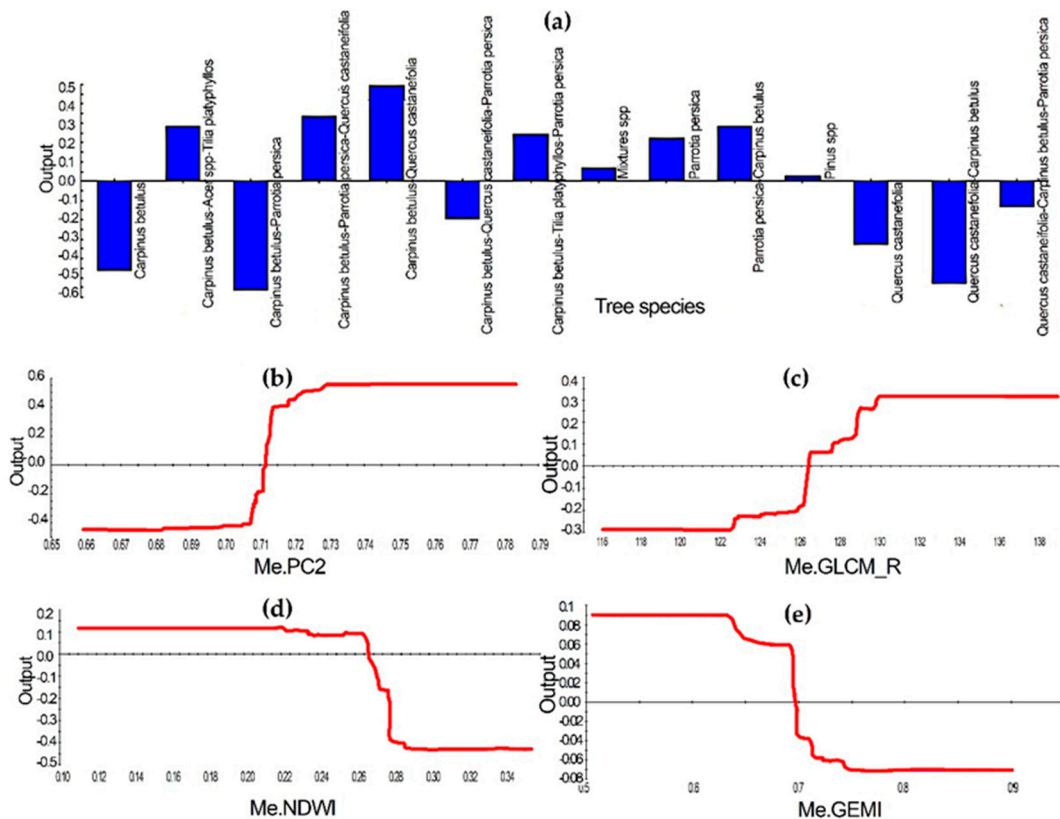 (a)
Output
0.5
0.3
0.2
0.1
0.0
-0.1
-0.2
-0.3
-0.5
-0.6
Carpinus betulus
Carpinus betulus-Acer spp-Tilia platyphyllos
Carpinus betulus-Parrotia persica
Carpinus betulus-Parrotia persica-Quercus castaneifolia
Carpinus betulus-Quercus castanefolia
Carpinus betulus-Quercus castaneifolia-Parrotia persica
Carpinus betulus-Tilia platyphyllos-Parrotia persica
Mixtures spp
Parrotia persica
Parrotia persica-Carpinus betulus
Pinus spp
Quercus castanefolia
Quercus castanefolia-Carpinus betulus
Quercus castaneifolia-Carpinus betulus-Parrotia persica
Tree species
(b)
Output
0.6
0.4
0.2
0.0
-0.2
-0.4
0.65 0.66 0.67 0.68 0.69 0.70 0.71 0.72 0.73 0.74 0.75 0.76 0.77 0.78 0.79
Me.PC2
(c)
Output
0.4
0.3
0.2
0.1
0.0
-0.1
-0.2
-0.3
116 118 120 122 124 126 128 130 132 134 136 138
Me.GLCM_R
(d)
Output
0.2
0.1
0.0
-0.1
-0.2
-0.3
-0.4
-0.5
0.10 0.12 0.14 0.16 0.18 0.20 0.22 0.24 0.26 0.28 0.30 0.32 0.34
Me.NDWI
(e)
Output
0.1
0.08
0.06
0.04
0.02
0.00
-0.02
-0.04
-0.06
-0.08
0.5 0.6 0.7 0.8 0.9
Me.GEMI